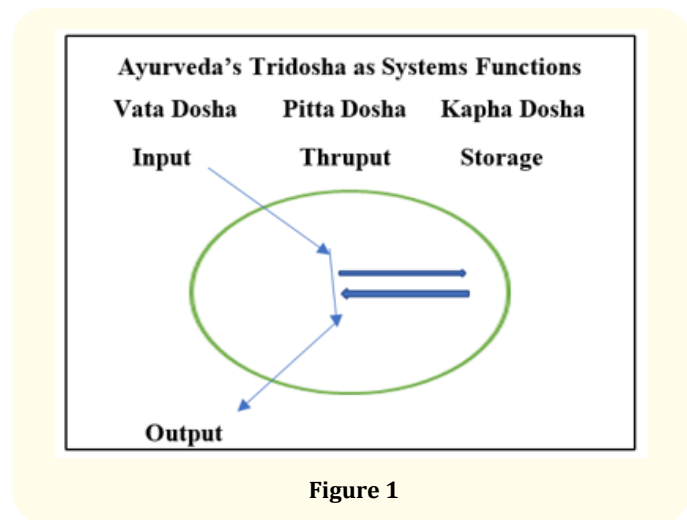 Ayurveda's Tridosha as Systems Functions
Vata Dosha Pitta Dosha Kapha Dosha
Input Thruput Storage
Output
Figure 1